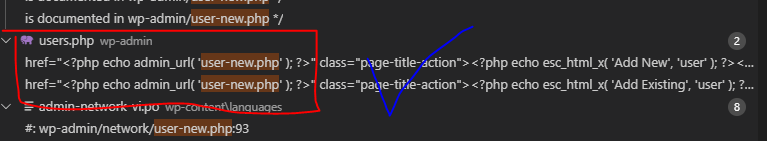 is documented in wp-admin/user-new.php */
users.php wp-admin 2
href="<?php echo admin_url( 'user-new.php' ); ?>" class="page-title-action"><?php echo esc_html_x( 'Add New', 'user' ); ?><...
href="<?php echo admin_url( 'user-new.php' ); ?>" class="page-title-action"><?php echo esc_html_x( 'Add Existing', 'user' ); ?...
admin-network-vi.po wp-content\languages 8
#: wp-admin/network/user-new.php:93